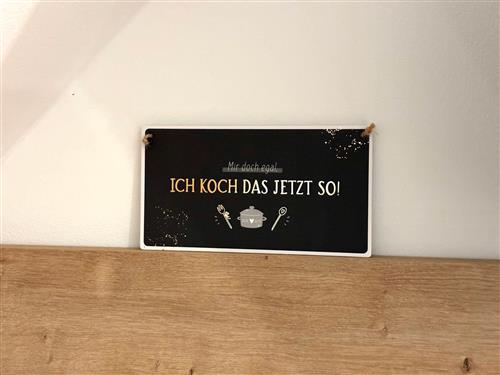 Mir doch egal,
ICH KOCH DAS JETZT SO!